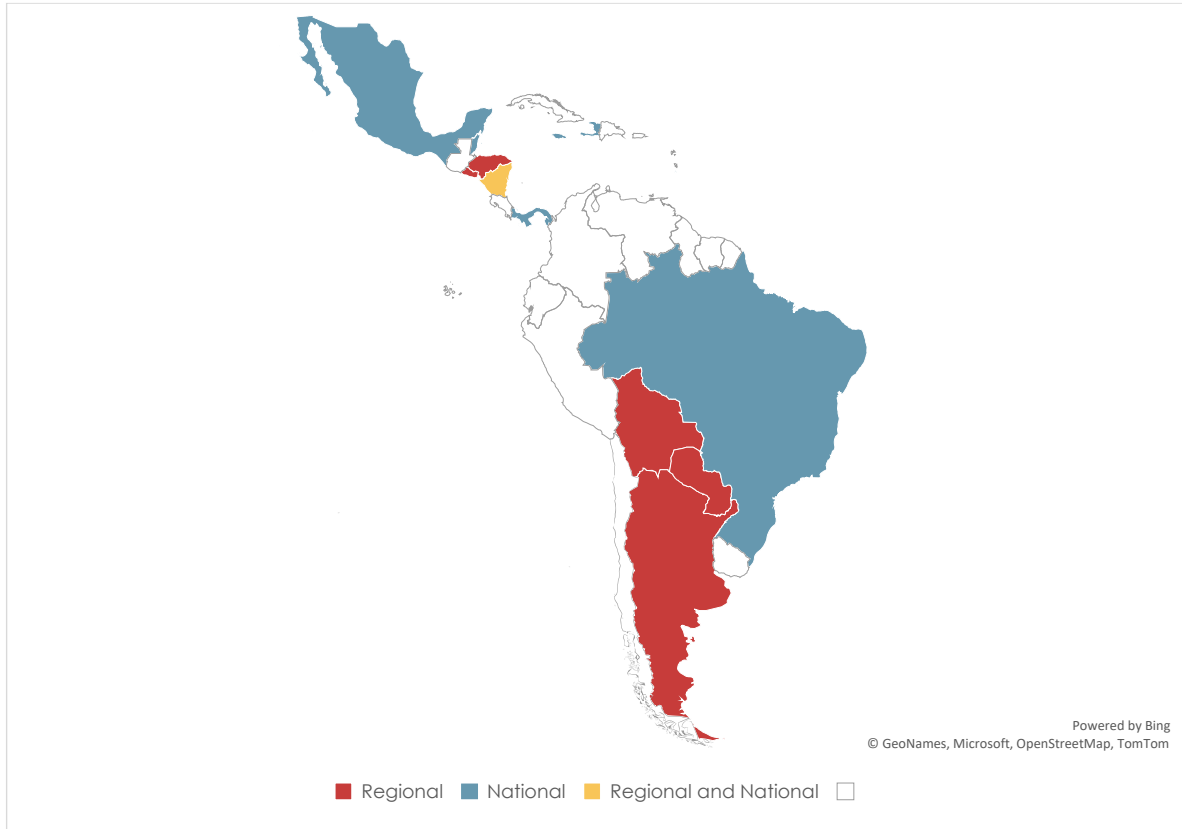 Powered by Bing
© GeoNames, Microsoft, OpenStreetMap, TomTom
Regional National Regional and National